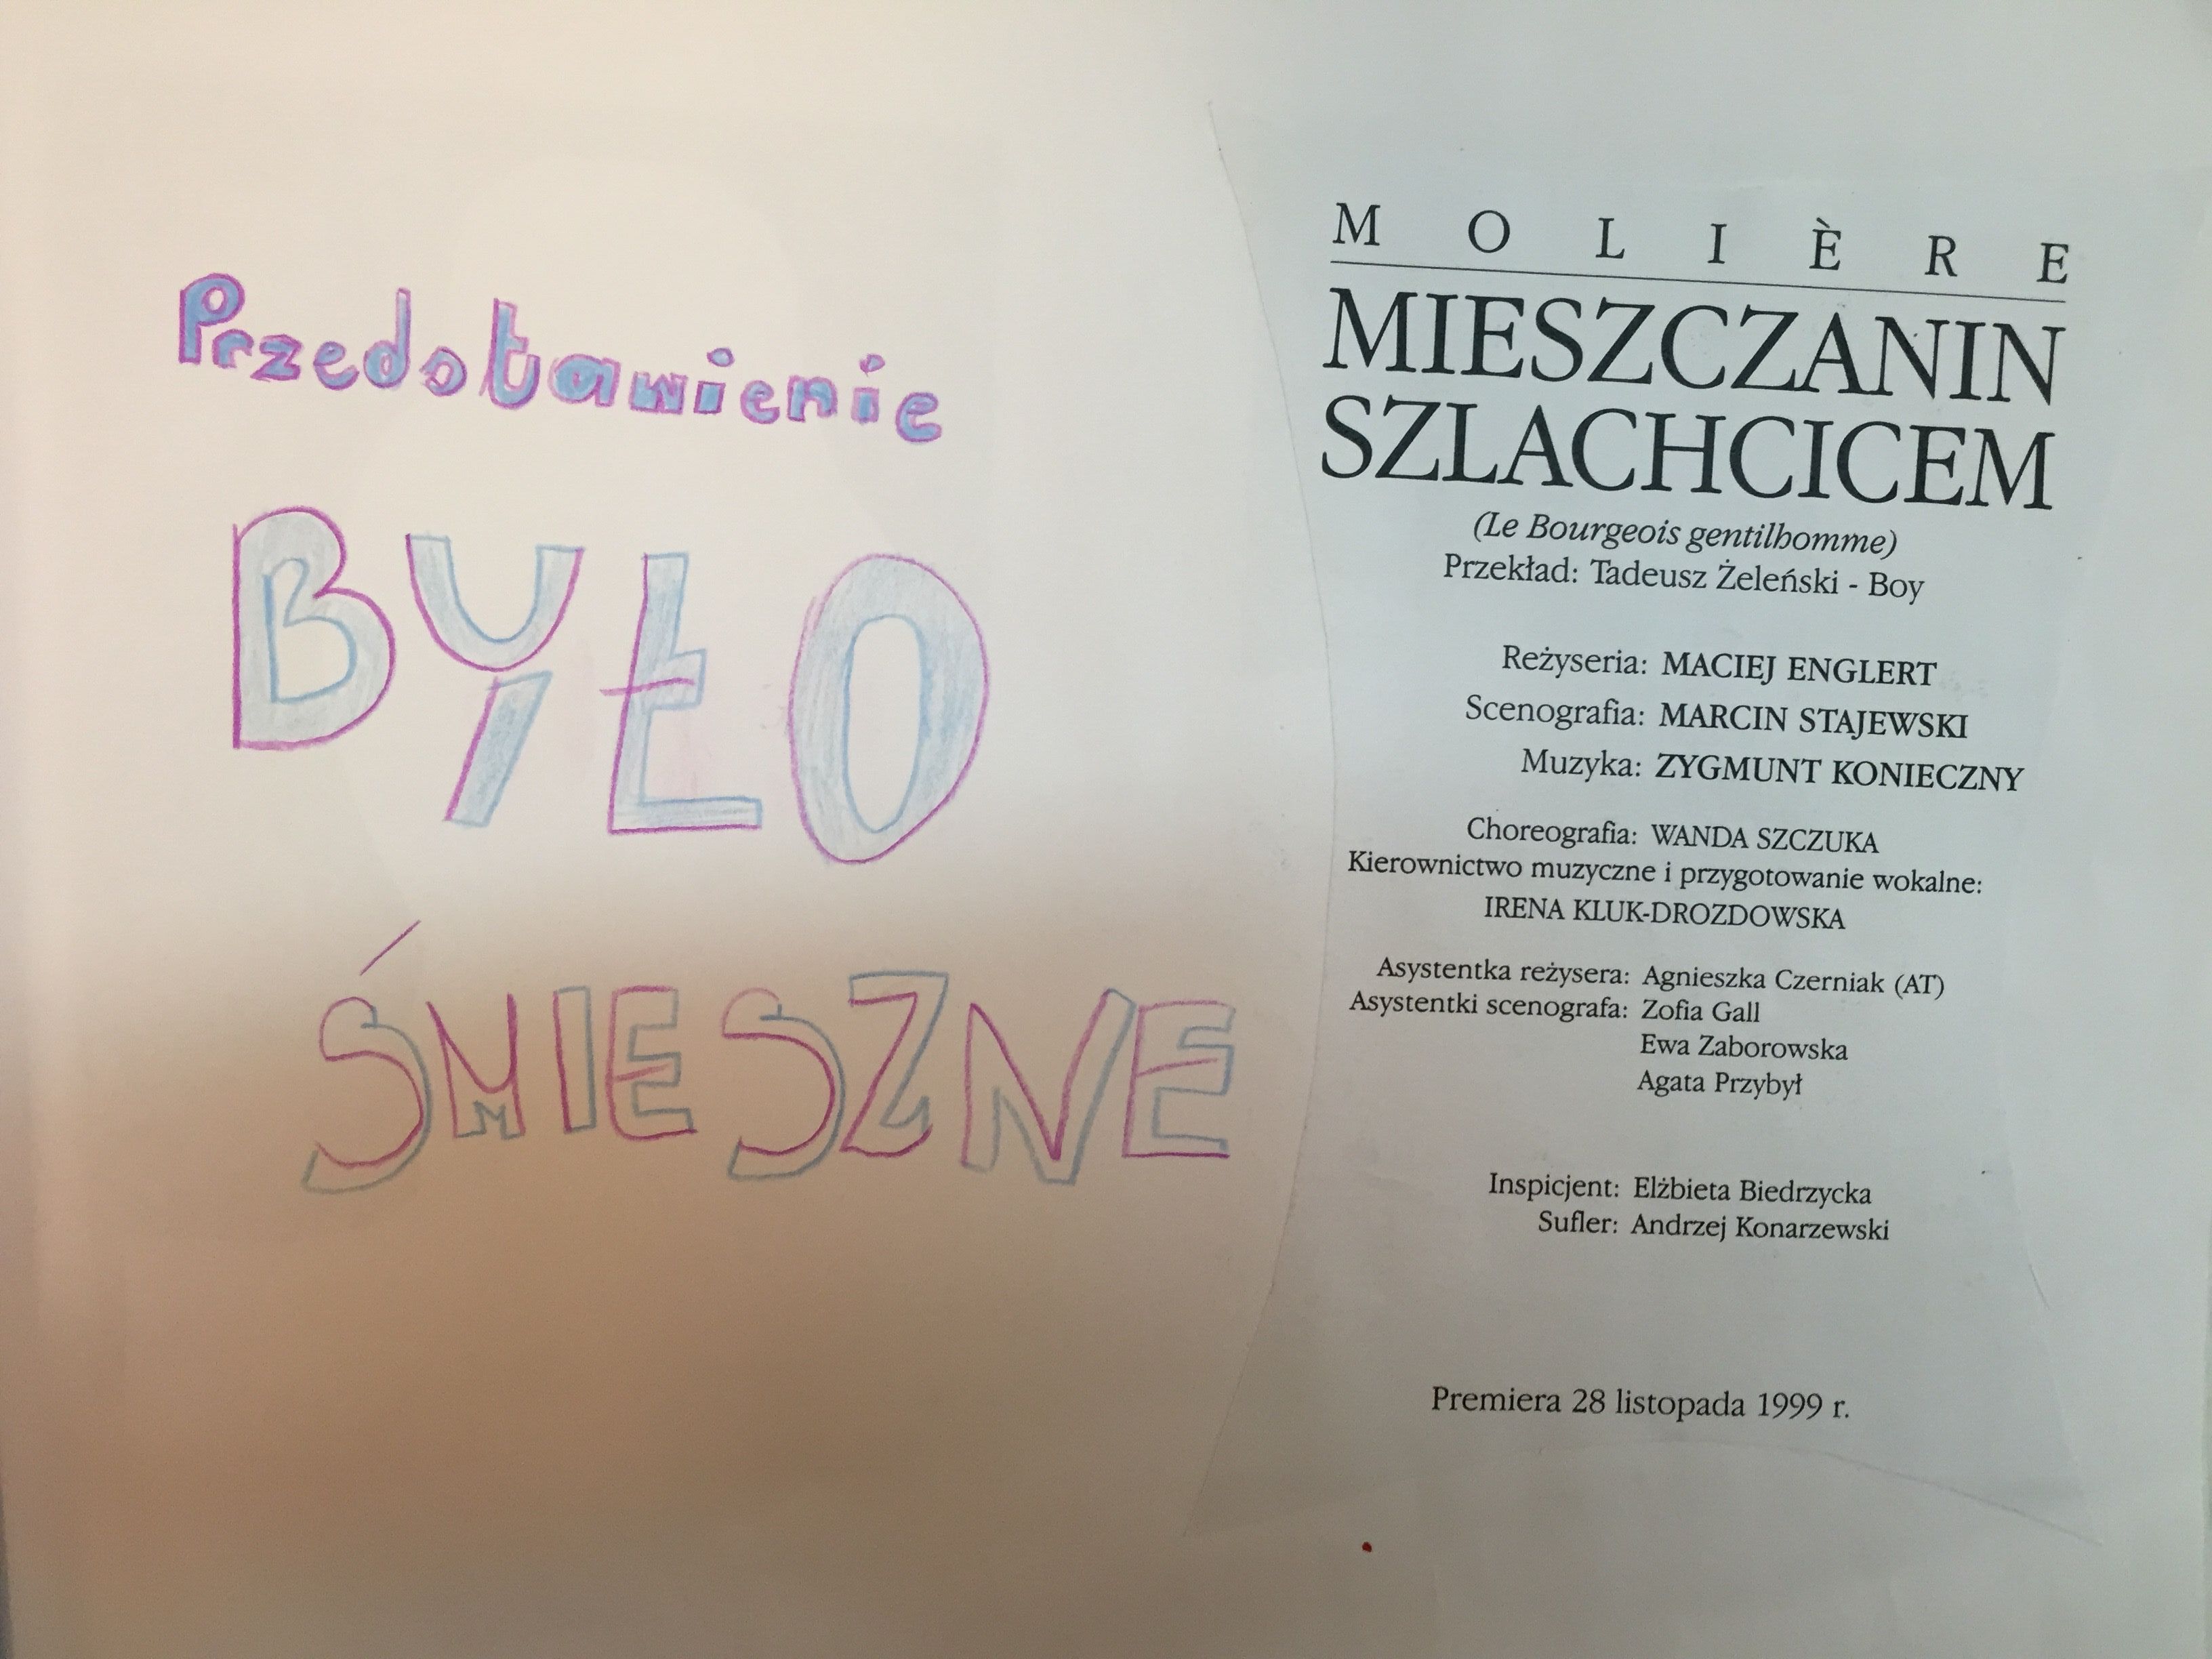 Przedstawienie
BYŁO
ŚMIESZNE
MOLIÈRE
MIESZCZANIN
SZLACHCICEM
(Le Bourgeois gentilhomme)
Przekład: Tadeusz Żeleński - Boy
Reżyseria: MACIEJ ENGLERT
Scenografia: MARCIN STAJEWSKI
Muzyka: ZYGMUNT KONIECZNY
Choreografia: WANDA SZCZUKA
Kierownictwo muzyczne i przygotowanie wokalne:
IRENA KLUK-DROZDOWSKA
Asystentka reżysera: Agnieszka Czerniak (AT)
Asystentki scenografa: Zofia Gall
Ewa Zaborowska
Agata Przybył
Inspicjent: Elżbieta Biedrzycka
Sufler: Andrzej Konarzewski
Premiera 28 listopada 1999 r.